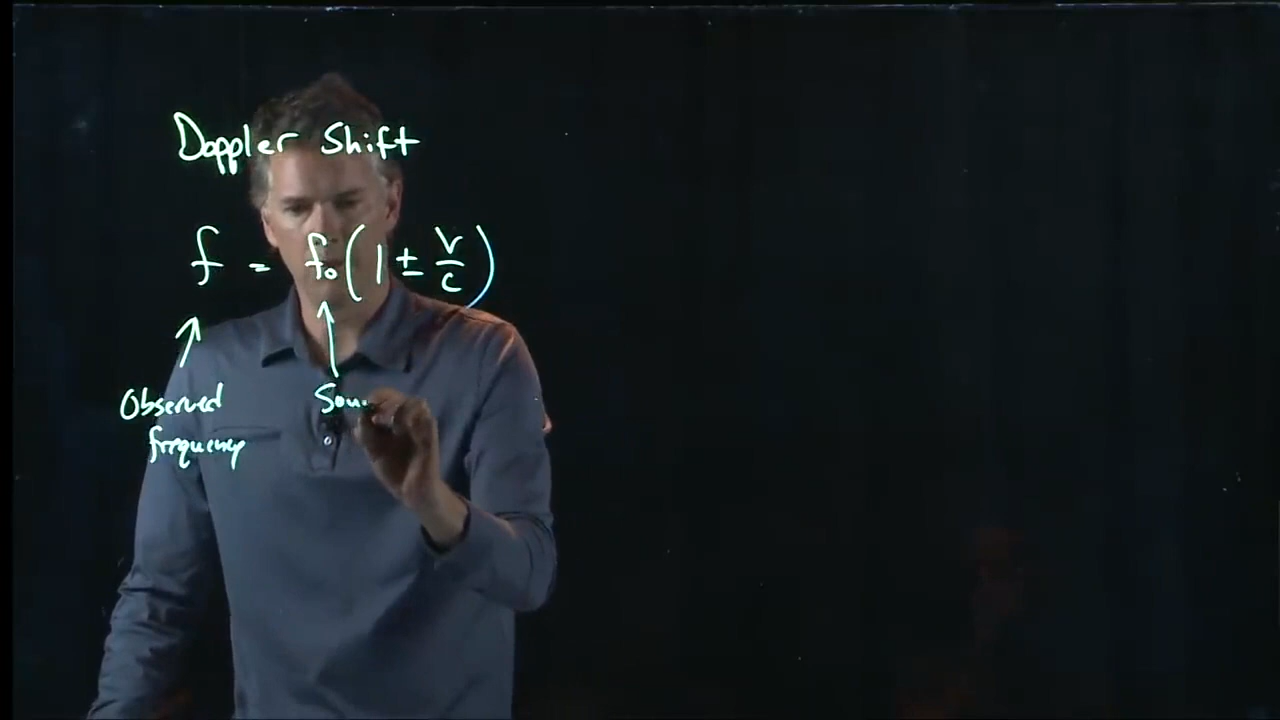 Doppler Shift
f = f₀ (1 ± v/c)
Observed
frequency